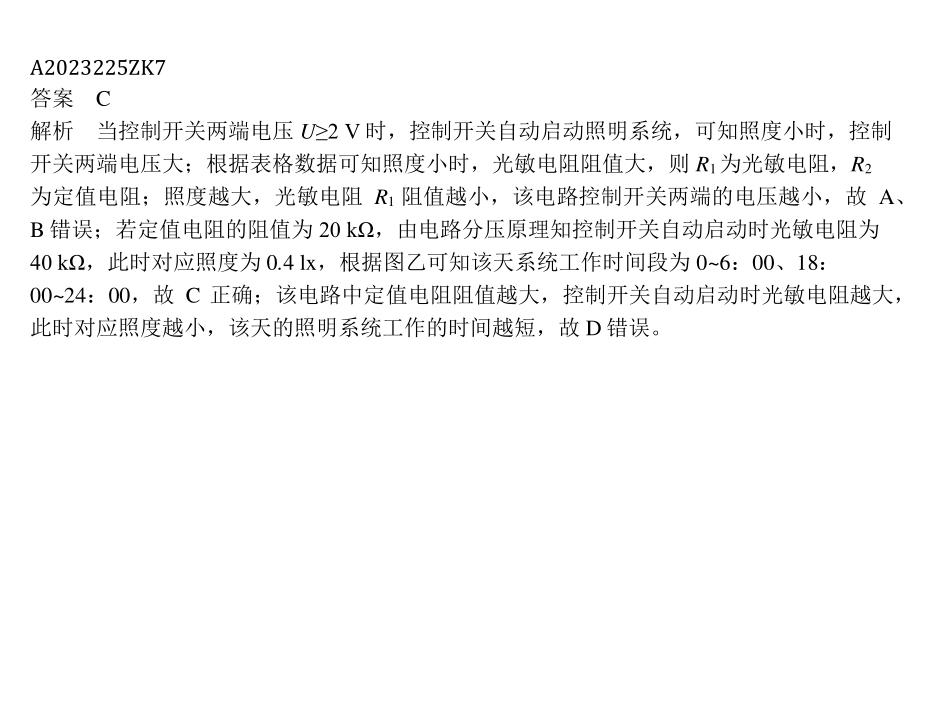 A2023225ZK7
答案 C
解析 当控制开关两端电压 U≥2 V 时，控制开关自动启动照明系统，可知照度小时，控制
开关两端电压大；根据表格数据可知照度小时，光敏电阻阻值大，则 R₁ 为光敏电阻，R₂
为定值电阻；照度越大，光敏电阻 R₁ 阻值越小，该电路控制开关两端的电压越小，故 A、
B 错误；若定值电阻的阻值为 20 kΩ，由电路分压原理知控制开关自动启动时光敏电阻为
40 kΩ，此时对应照度为 0.4 lx，根据图乙可知该天系统工作时间段为 0~6：00、18：
00~24：00，故 C 正确；该电路中定值电阻阻值越大，控制开关自动启动时光敏电阻越大，
此时对应照度越小，该天的照明系统工作的时间越短，故 D 错误。